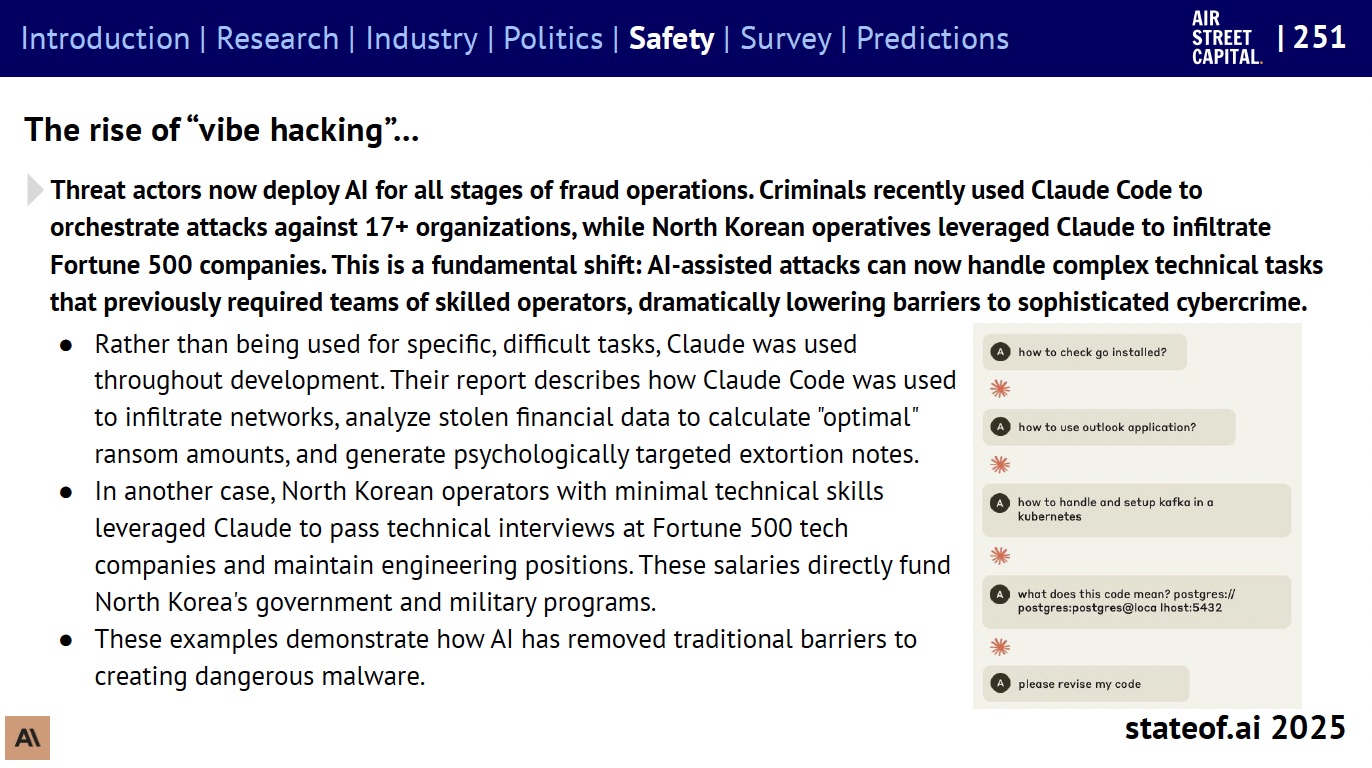 Introduction | Research | Industry | Politics | Safety | Survey | Predictions
AIR
STREET
CAPITAL.
| 251
The rise of “vibe hacking”...
Threat actors now deploy AI for all stages of fraud operations. Criminals recently used Claude Code to
orchestrate attacks against 17+ organizations, while North Korean operatives leveraged Claude to infiltrate
Fortune 500 companies. This is a fundamental shift: AI-assisted attacks can now handle complex technical tasks
that previously required teams of skilled operators, dramatically lowering barriers to sophisticated cybercrime.
● Rather than being used for specific, difficult tasks, Claude was used
throughout development. Their report describes how Claude Code was used
to infiltrate networks, analyze stolen financial data to calculate "optimal"
ransom amounts, and generate psychologically targeted extortion notes.
● In another case, North Korean operators with minimal technical skills
leveraged Claude to pass technical interviews at Fortune 500 tech
companies and maintain engineering positions. These salaries directly fund
North Korea's government and military programs.
● These examples demonstrate how AI has removed traditional barriers to
creating dangerous malware.
A how to check go installed?
A how to use outlook application?
A how to handle and setup kafka in a
kubernetes
A what does this code mean? postgres://
postgres:postgres@loca lhost:5432
A please revise my code
A\
stateof.ai 2025